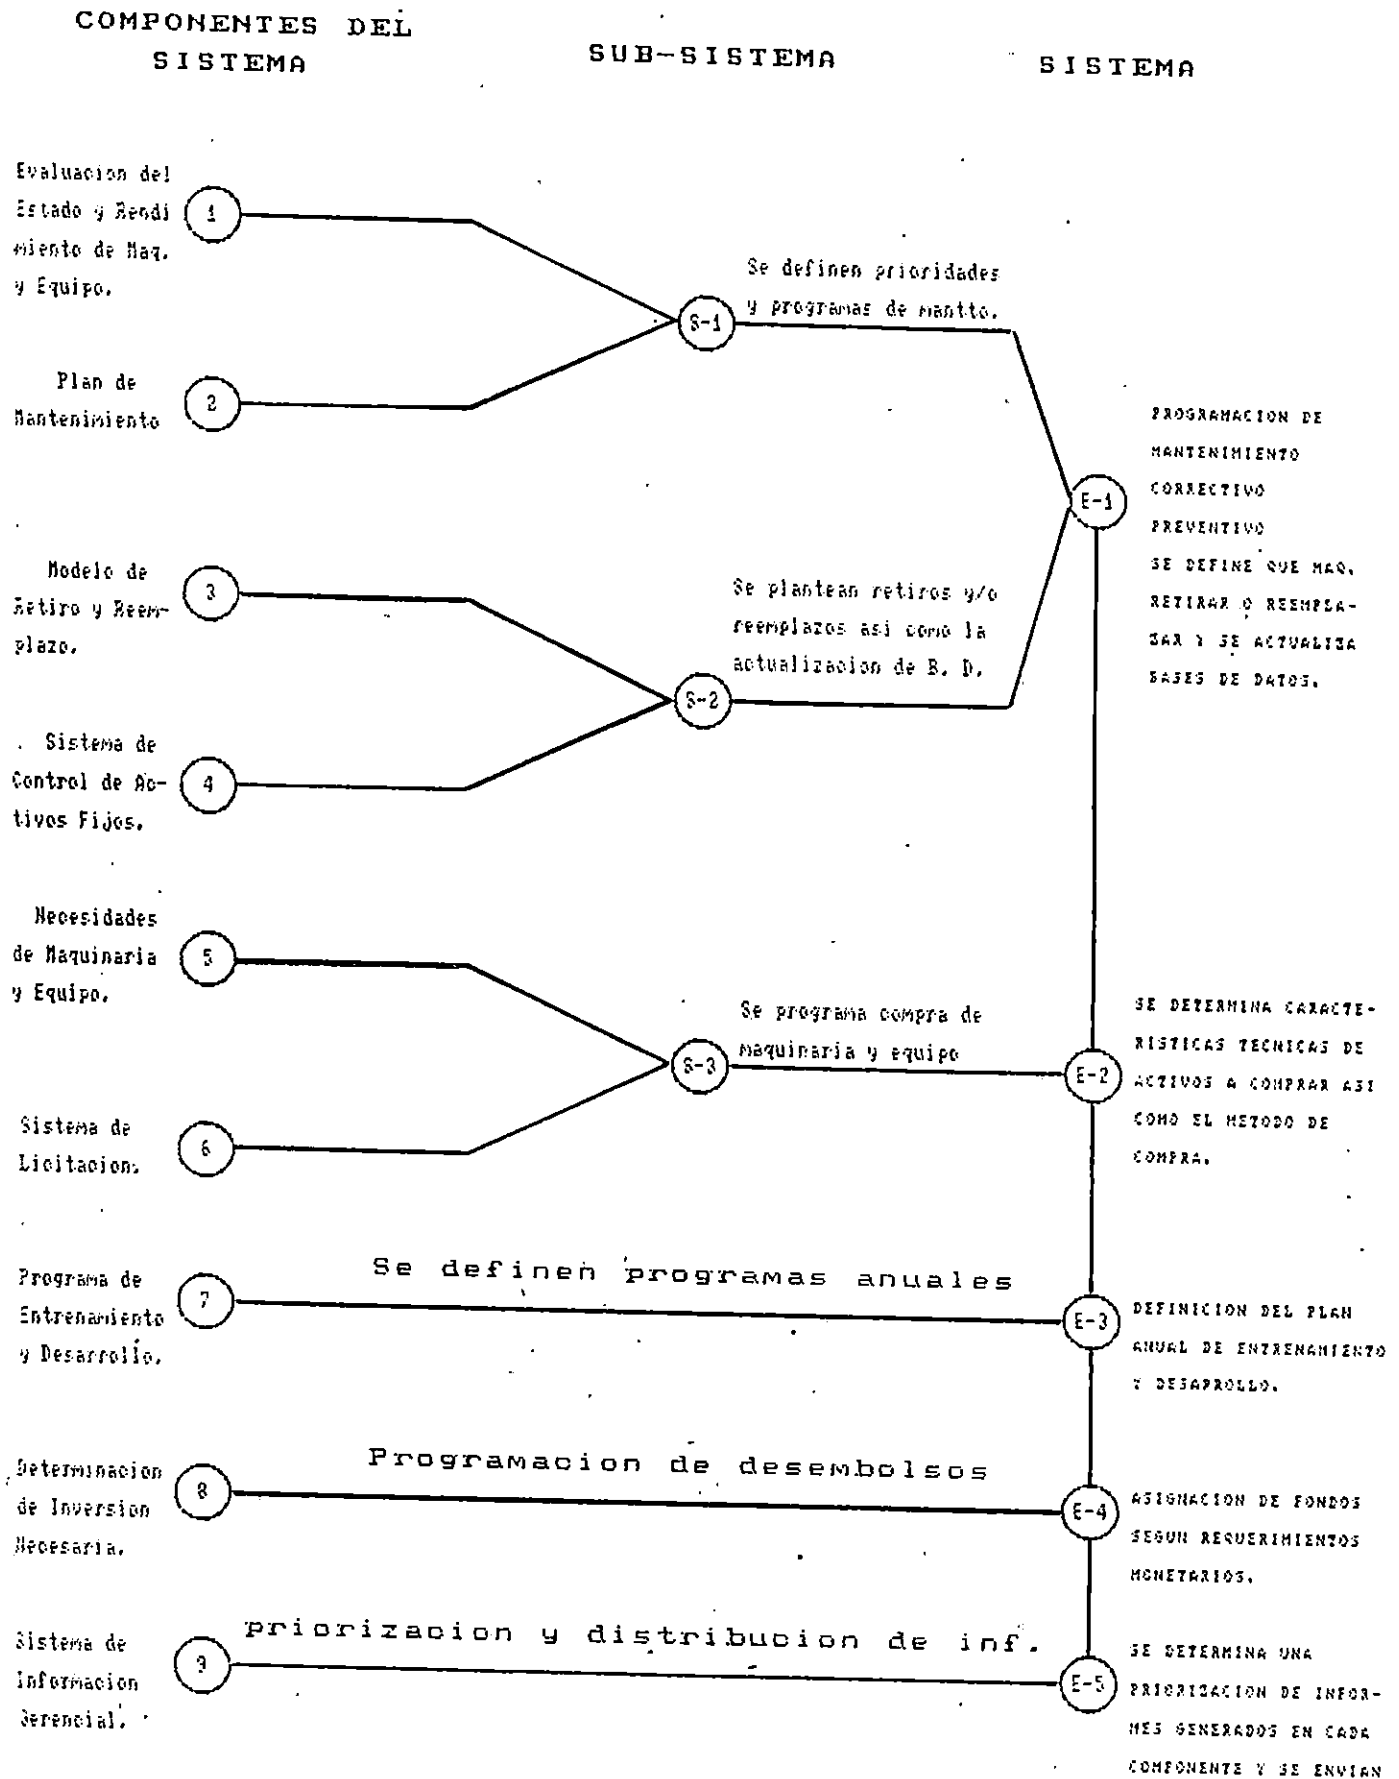 COMPONENTES DEL
SISTEMA
SUB-SISTEMA
SISTEMA
Evaluacion del
Estado y Rendi
miento de Maq.
y Equipo.
1
Plan de
Mantenimiento
2
S-1
Se definen prioridades
y programas de mantto.
Modelo de
Retiro y Reem-
plazo.
3
Sistema de
Control de Ac-
tivos Fijos.
4
S-2
Se plantean retiros y/o
reemplazos asi como la
actualizacion de B. D.
E-1
PROGRAMACION DE
MANTENIMIENTO
CORRECTIVO
PREVENTIVO
SE DEFINE QUE MAQ.
RETIRAR O REEMPLA-
ZAR Y SE ACTUALIZA
BASES DE DATOS.
Necesidades
de Maquinaria
y Equipo.
5
Sistema de
Licitacion.
6
S-3
Se programa compra de
maquinaria y equipo
E-2
SE DETERMINA CARACTE-
RISTICAS TECNICAS DE
ACTIVOS A COMPRAR ASI
COMO EL METODO DE
COMPRA.
Programa de
Entrenamiento
y Desarrollo.
7
Se definen programas anuales
E-3
DEFINICION DEL PLAN
ANUAL DE ENTRENAMIENTO
Y DESARROLLO.
Determinacion
de Inversion
Necesaria.
8
Programacion de desembolsos
E-4
ASIGNACION DE FONDOS
SEGUN REQUERIMIENTOS
MONETARIOS.
Sistema de
Informacion
Gerencial.
9
priorizacion y distribucion de inf.
E-5
SE DETERMINA UNA
PRIORIZACION DE INFOR-
MES GENERADOS EN CADA
COMPONENTE Y SE ENVIAN